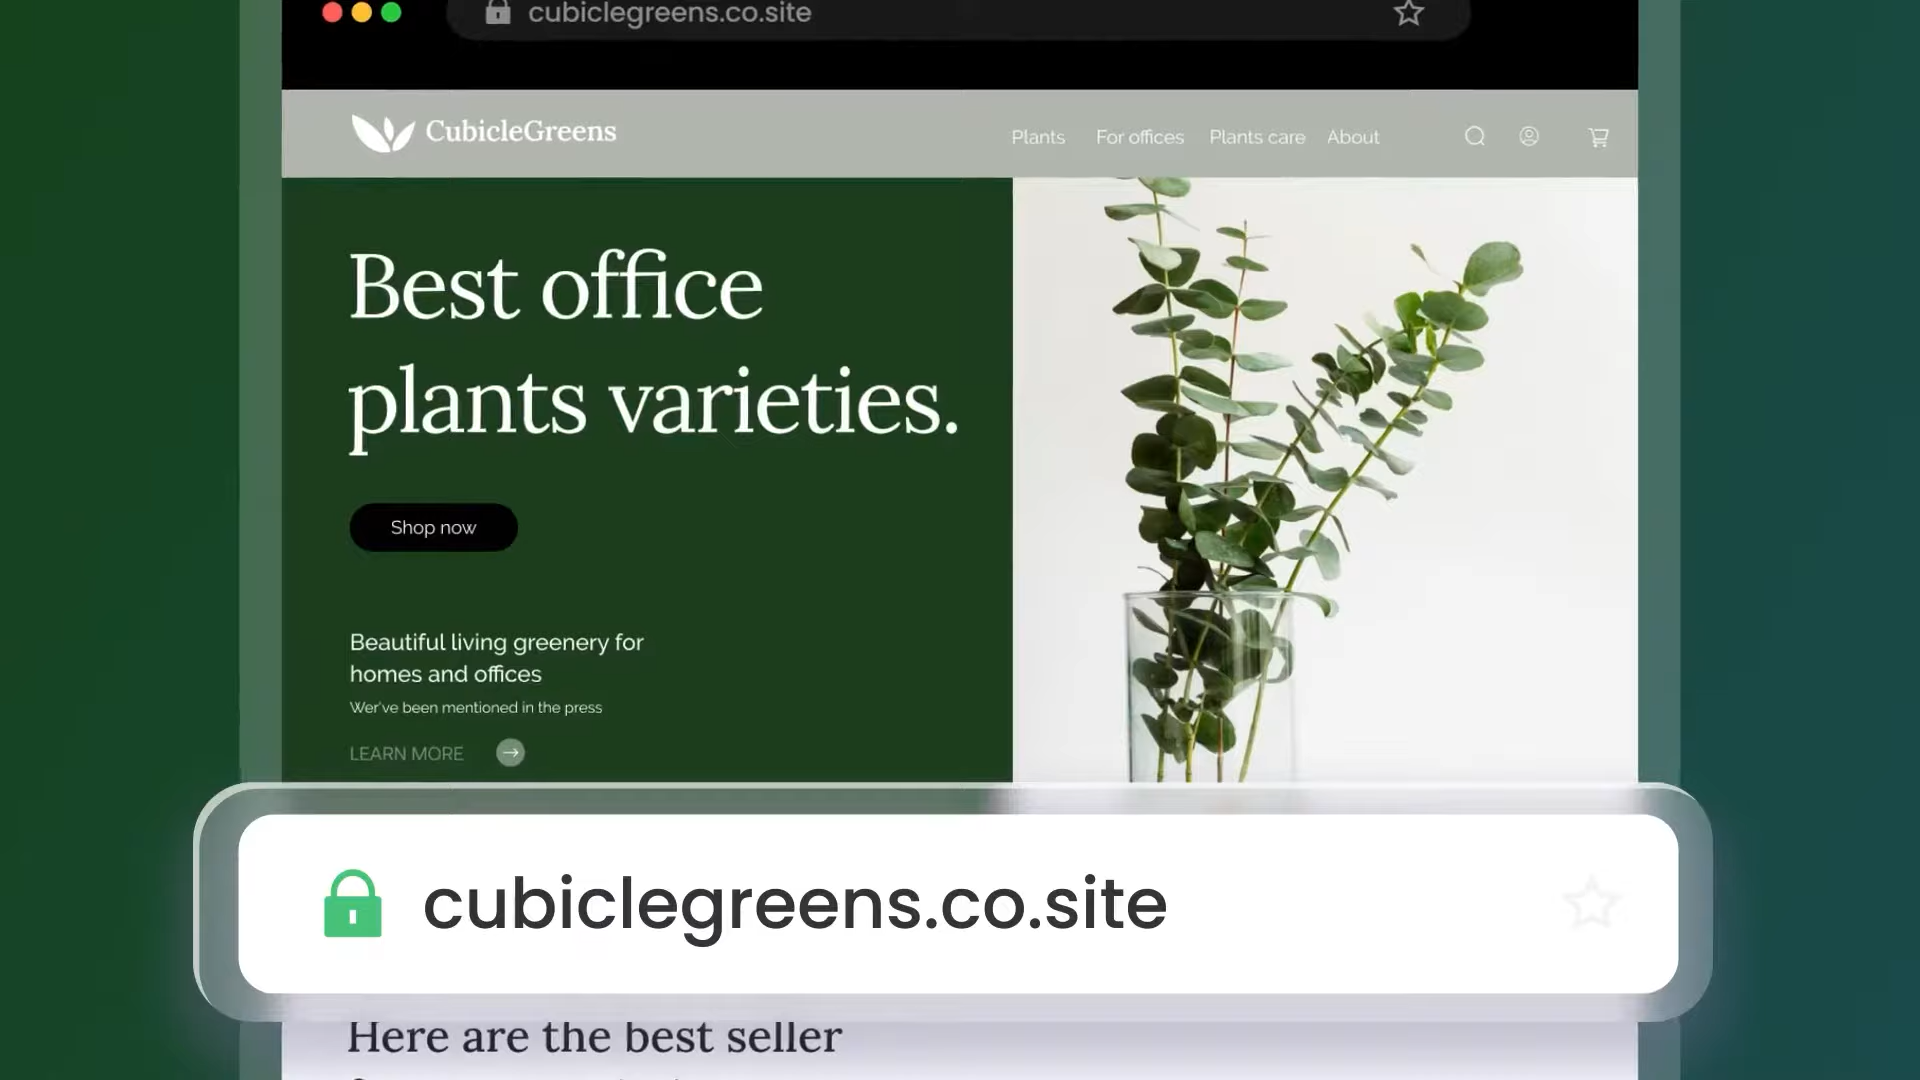 cubiclegreens.co.site
CubicleGreens
Plants For offices Plants care About
Best office
plants varieties.
Shop now
Beautiful living greenery for
homes and offices
Wer've been mentioned in the press
LEARN MORE
cubiclegreens.co.site
Here are the best seller